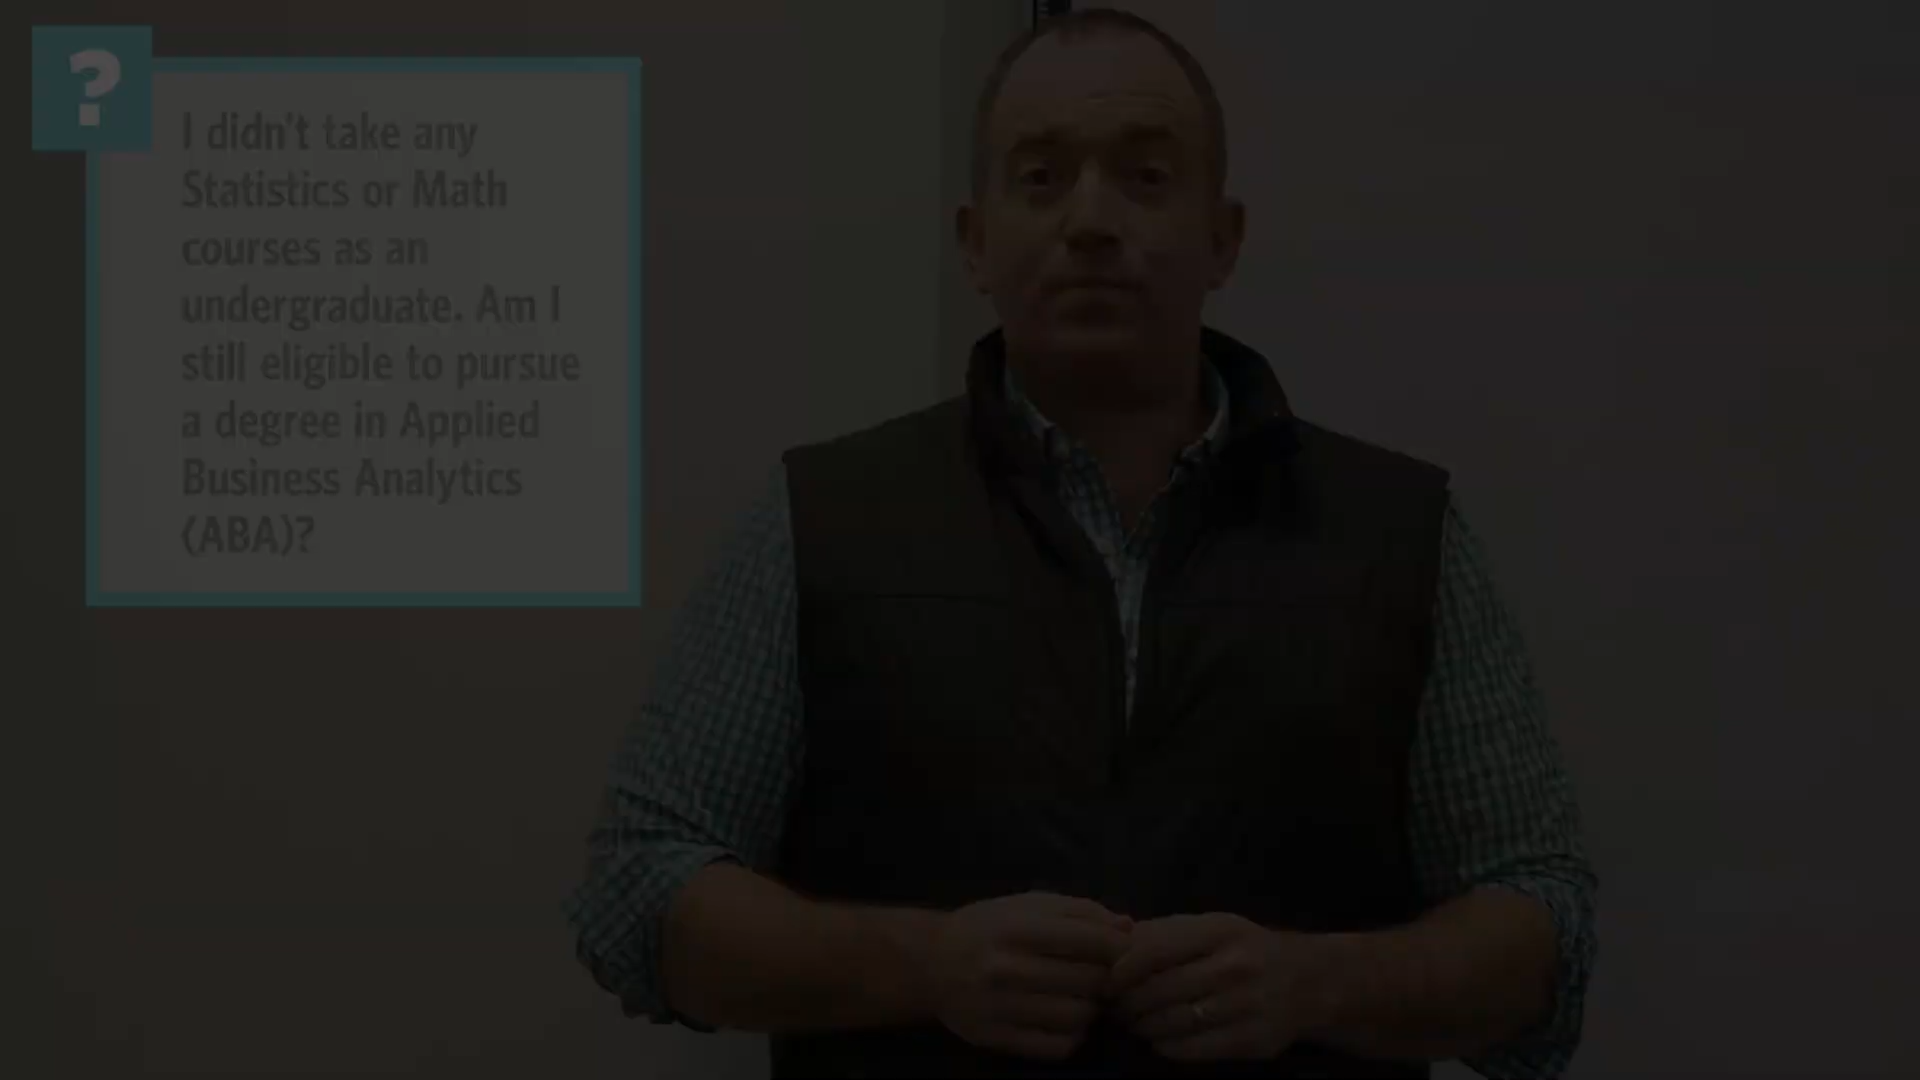 ?
I didn't take any
Statistics or Math
courses as an
undergraduate. Am I
still eligible to pursue
a degree in Applied
Business Analytics
(ABA)?